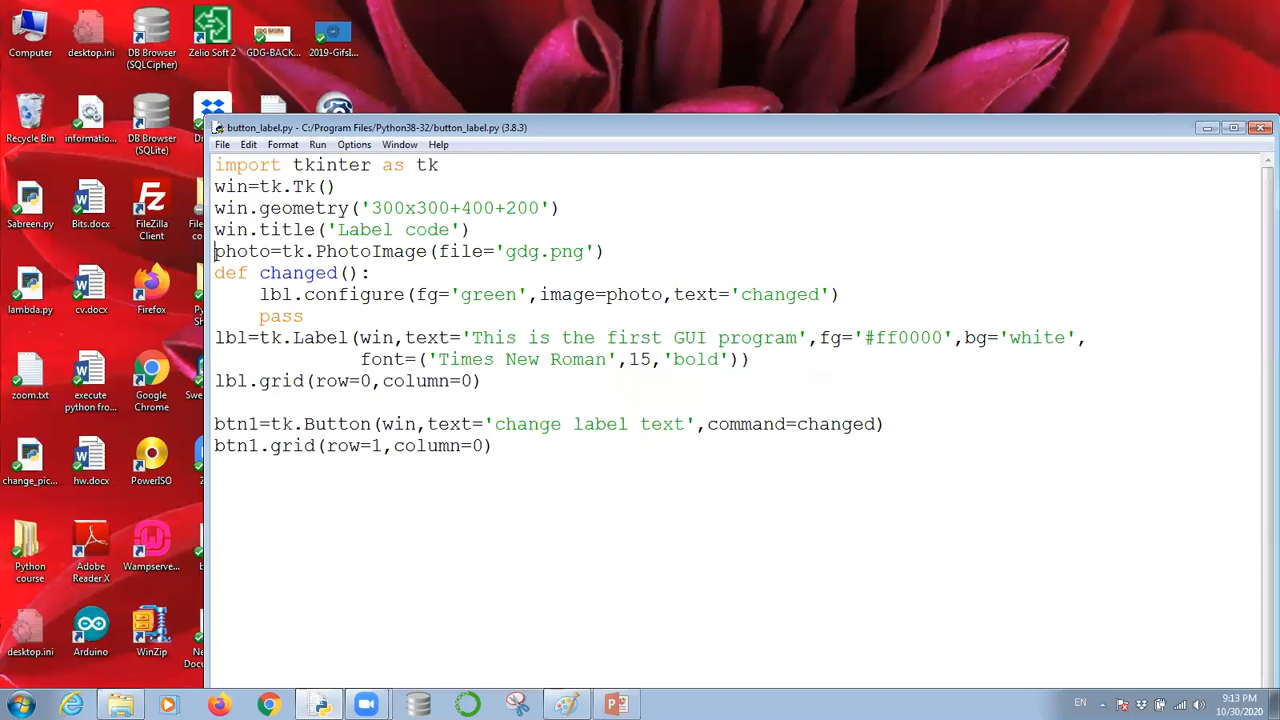 Computer
desktop.ini
DB Browser
(SQLCipher)
Zelio Soft 2
GDG-BACK...
2019-GifsI...
Recycle Bin
informatio...
DB Browser
(SQLite)
button_label.py - C:/Program Files/Python38-32/button_label.py (3.8.3)
File Edit Format Run Options Window Help
import tkinter as tk
win=tk.Tk()
win.geometry('300x300+400+200')
win.title('Label code')
photo=tk.PhotoImage(file='gdg.png')
def changed():
    lbl.configure(fg='green',image=photo,text='changed')
    pass
lbl=tk.Label(win,text='This is the first GUI program',fg='#ff0000',bg='white',
             font=('Times New Roman',15,'bold'))
lbl.grid(row=0,column=0)
btn1=tk.Button(win,text='change label text',command=changed)
btn1.grid(row=1,column=0)
Sabreen.py
Bits.docx
FileZilla
Client
lambda.py
cv.docx
Firefox
zoom.txt
execute
python fro...
Google
Chrome
change_pic...
hw.docx
PowerISO
Python
course
Adobe
Reader X
Wampserve...
desktop.ini
Arduino
WinZip
EN
9:13 PM
10/30/2020